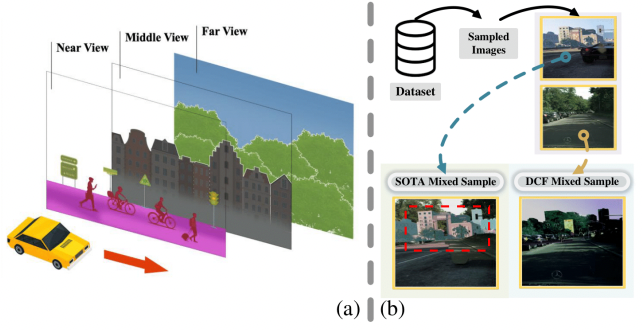 Near View
Middle View
Far View
(a)
Dataset
Sampled
Images
SOTA Mixed Sample
DCF Mixed Sample
(b)